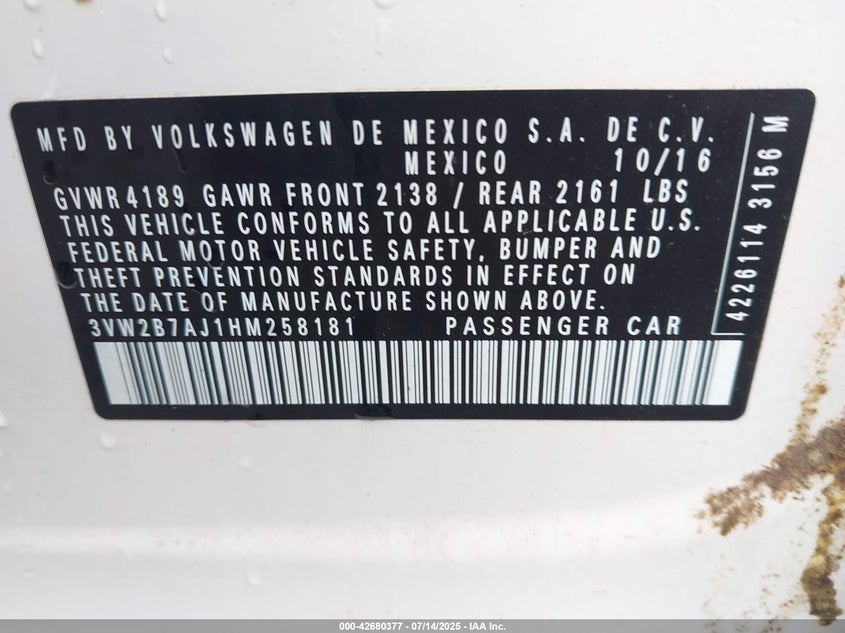 MFD BY VOLKSWAGEN DE MEXICO S.A. DE C.V.
MEXICO 10/16
GVWR 4189 GAWR FRONT 2138 / REAR 2161 LBS
THIS VEHICLE CONFORMS TO ALL APPLICABLE U.S.
FEDERAL MOTOR VEHICLE SAFETY, BUMPER AND
THEFT PREVENTION STANDARDS IN EFFECT ON
THE DATE OF MANUFACTURE SHOWN ABOVE.
3VW2B7AJ1HM258181 PASSENGER CAR
4226114 3156 M
000-42680377 - 07/14/2025 - IAA Inc.